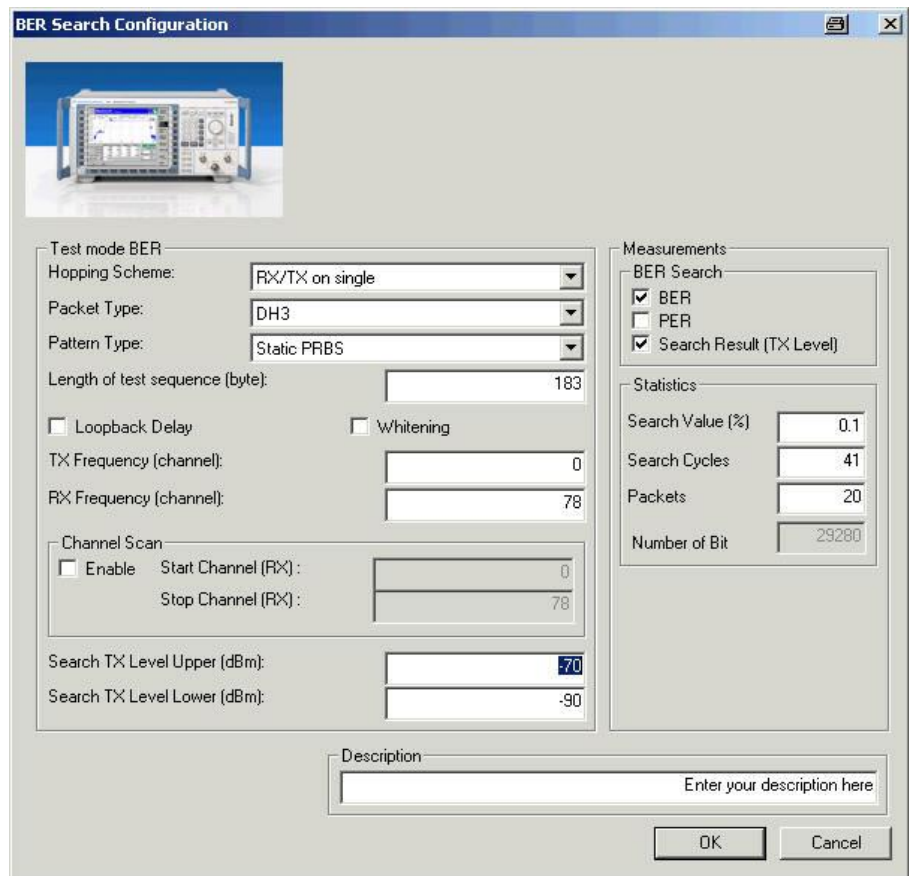 BER Search Configuration
Test mode BER
Hopping Scheme: RX/TX on single
Packet Type: DH3
Pattern Type: Static PRBS
Length of test sequence (byte): 183
Loopback Delay Whitening
TX Frequency (channel): 0
RX Frequency (channel): 78
Channel Scan
Enable Start Channel (RX) : 0
Stop Channel (RX) : 78
Search TX Level Upper (dBm): -70
Search TX Level Lower (dBm): -90
Measurements
BER Search
BER
PER
Search Result (TX Level)
Statistics
Search Value (%) 0.1
Search Cycles 41
Packets 20
Number of Bit 29280
Description
Enter your description here
OK Cancel